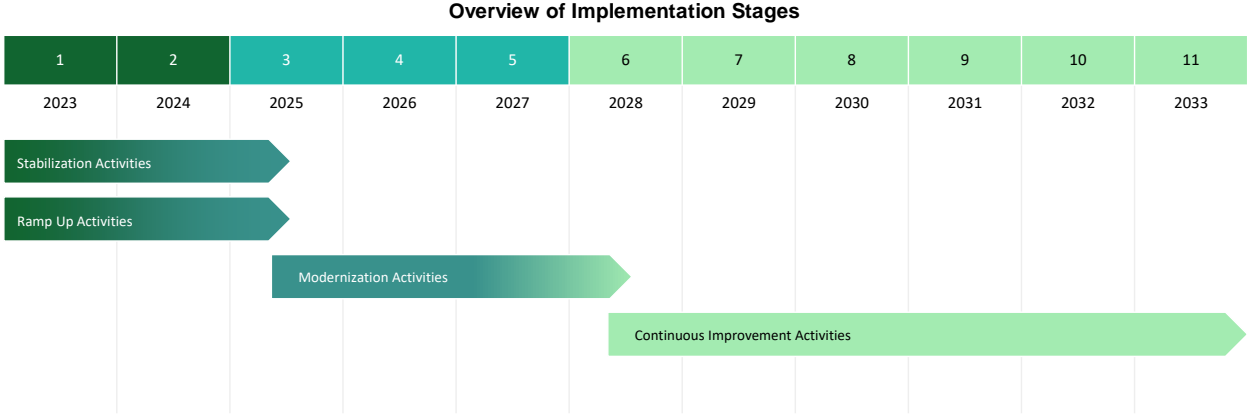 Overview of Implementation Stages
1 2 3 4 5 6 7 8 9 10 11
2023 2024 2025 2026 2027 2028 2029 2030 2031 2032 2033
Stabilization Activities
Ramp Up Activities
Modernization Activities
Continuous Improvement Activities